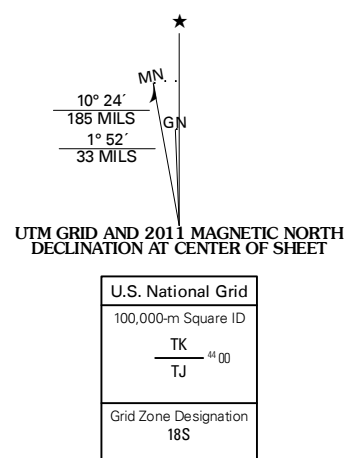 ★
MN
10° 24´
185 MILS
GN
1° 52´
33 MILS
UTM GRID AND 2011 MAGNETIC NORTH
DECLINATION AT CENTER OF SHEET
U.S. National Grid
100,000-m Square ID
TK
44 00
TJ
Grid Zone Designation
18S